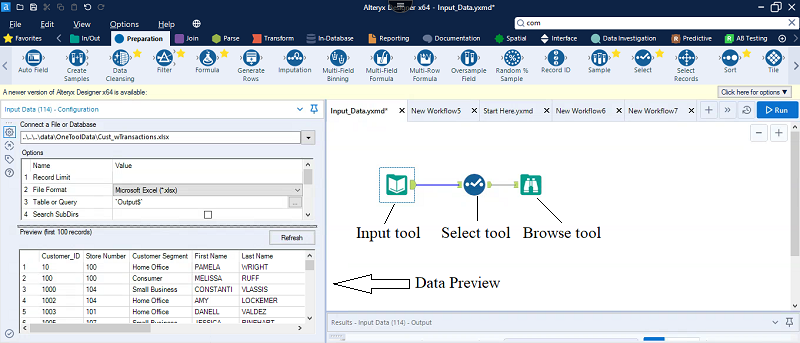 Alteryx Designer x64 - Input_Data.yxmd*
File Edit View Options Help
com
Favorites In/Out Preparation Join Parse Transform In-Database Reporting Documentation Spatial Interface Data Investigation Predictive AB Testing
Auto Field Create Samples Data Cleansing Filter Formula Generate Rows Imputation Multi-Field Binning Multi-Field Formula Multi-Row Formula Oversample Field Random % Sample Record ID Sample Select Select Records Sort Tile
A newer version of Alteryx Designer x64 is available: Click here for options ▼
Input Data (114) - Configuration
Input_Data.yxmd* New Workflow5 Start Here.yxmd New Workflow6 New Workflow7 Run
Connect a File or Database
..\..\..\data\OneToolData\Cust_wTransactions.xlsx
Options
Name Value
1 Record Limit
2 File Format Microsoft Excel (*.xlsx)
3 Table or Query `Output$`
4 Search SubDirs
Input tool Select tool Browse tool
Preview (first 100 records) Refresh
Customer_ID Store Number Customer Segment First Name Last Name
1 10 100 Home Office PAMELA WRIGHT
2 100 100 Consumer MELISSA RUFF
3 1000 104 Small Business CONSTANTI VLASSIS
4 1002 104 Home Office AMY LOCKEMER
5 1003 101 Home Office DANELL VALDEZ
6 1005 107 Small Business JESSICA RINEHART
Data Preview
Results - Input Data (114) - Output